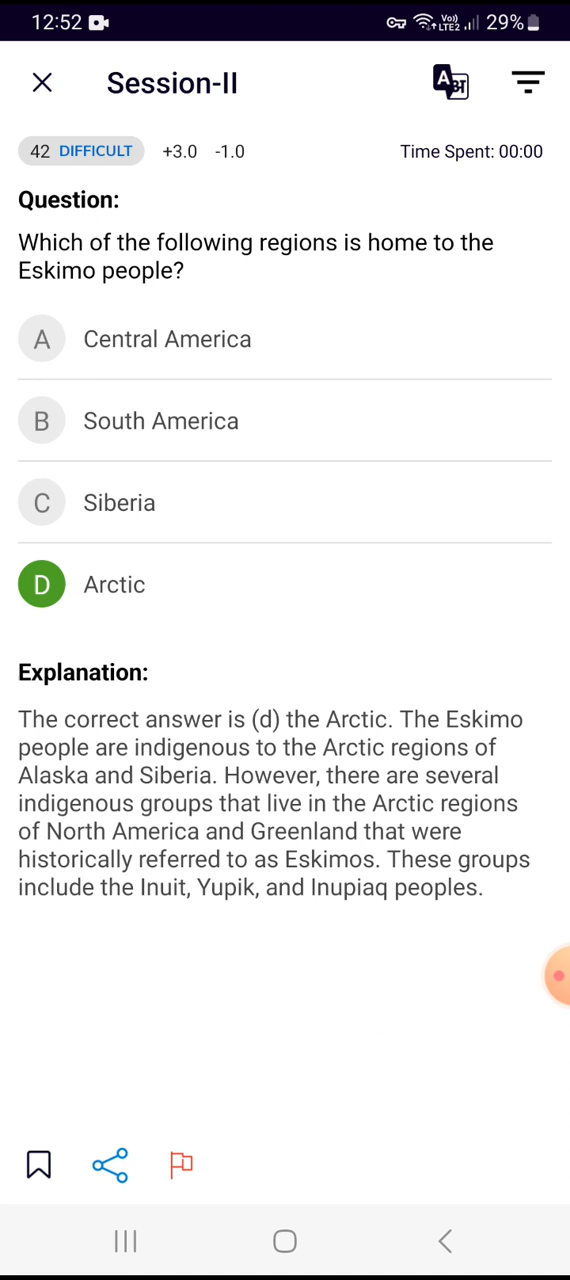 12:52
Vo)) LTE2 29%
Session-II
42 DIFFICULT +3.0 -1.0 Time Spent: 00:00
Question:
Which of the following regions is home to the
Eskimo people?
A Central America
B South America
C Siberia
D Arctic
Explanation:
The correct answer is (d) the Arctic. The Eskimo
people are indigenous to the Arctic regions of
Alaska and Siberia. However, there are several
indigenous groups that live in the Arctic regions
of North America and Greenland that were
historically referred to as Eskimos. These groups
include the Inuit, Yupik, and Inupiaq peoples.